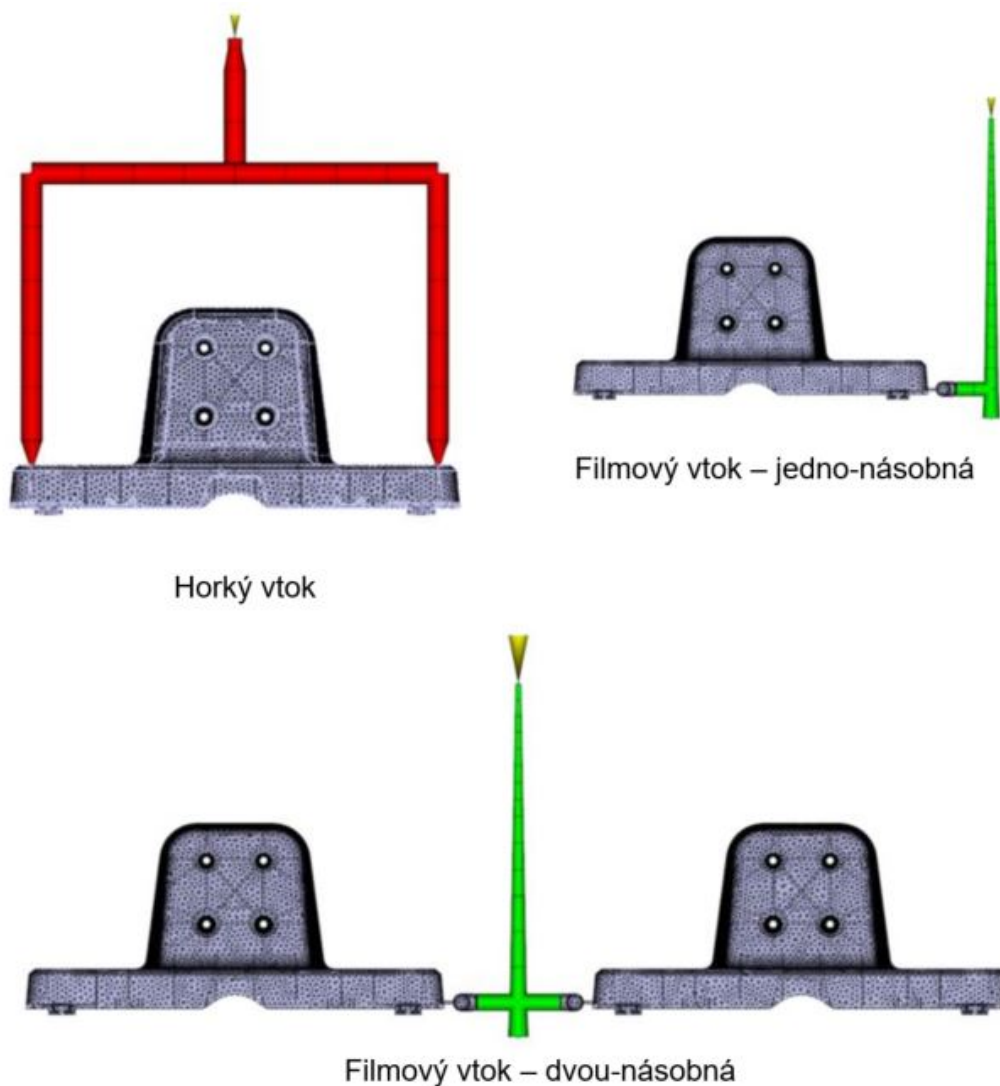 Filmový vtok – jedno-násobná
Horký vtok
Filmový vtok – dvou-násobná